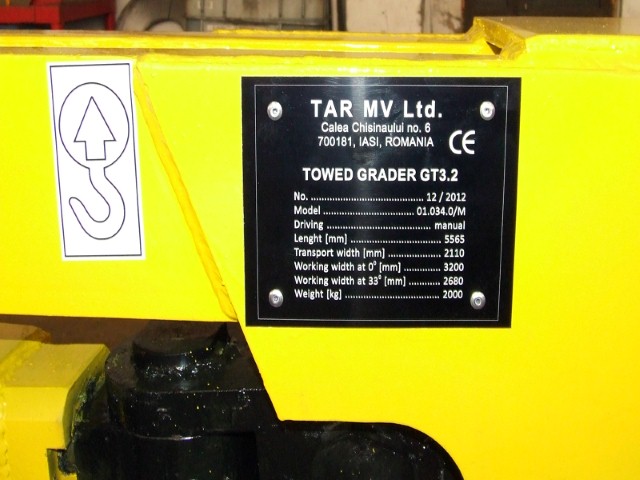 TAR MV Ltd.
Calea Chisinaului no. 6
700181, IASI, ROMANIA
CE
TOWED GRADER GT3.2
No. .......................................... 12 / 2012
Model .................................. 01.034.0/M
Driving ....................................... manual
Lenght [mm] .................................. 5565
Transport width [mm] ................... 2110
Working width at 0⁰ [mm] ............ 3200
Working width at 33⁰ [mm] .......... 2680
Weight [kg] .................................... 2000